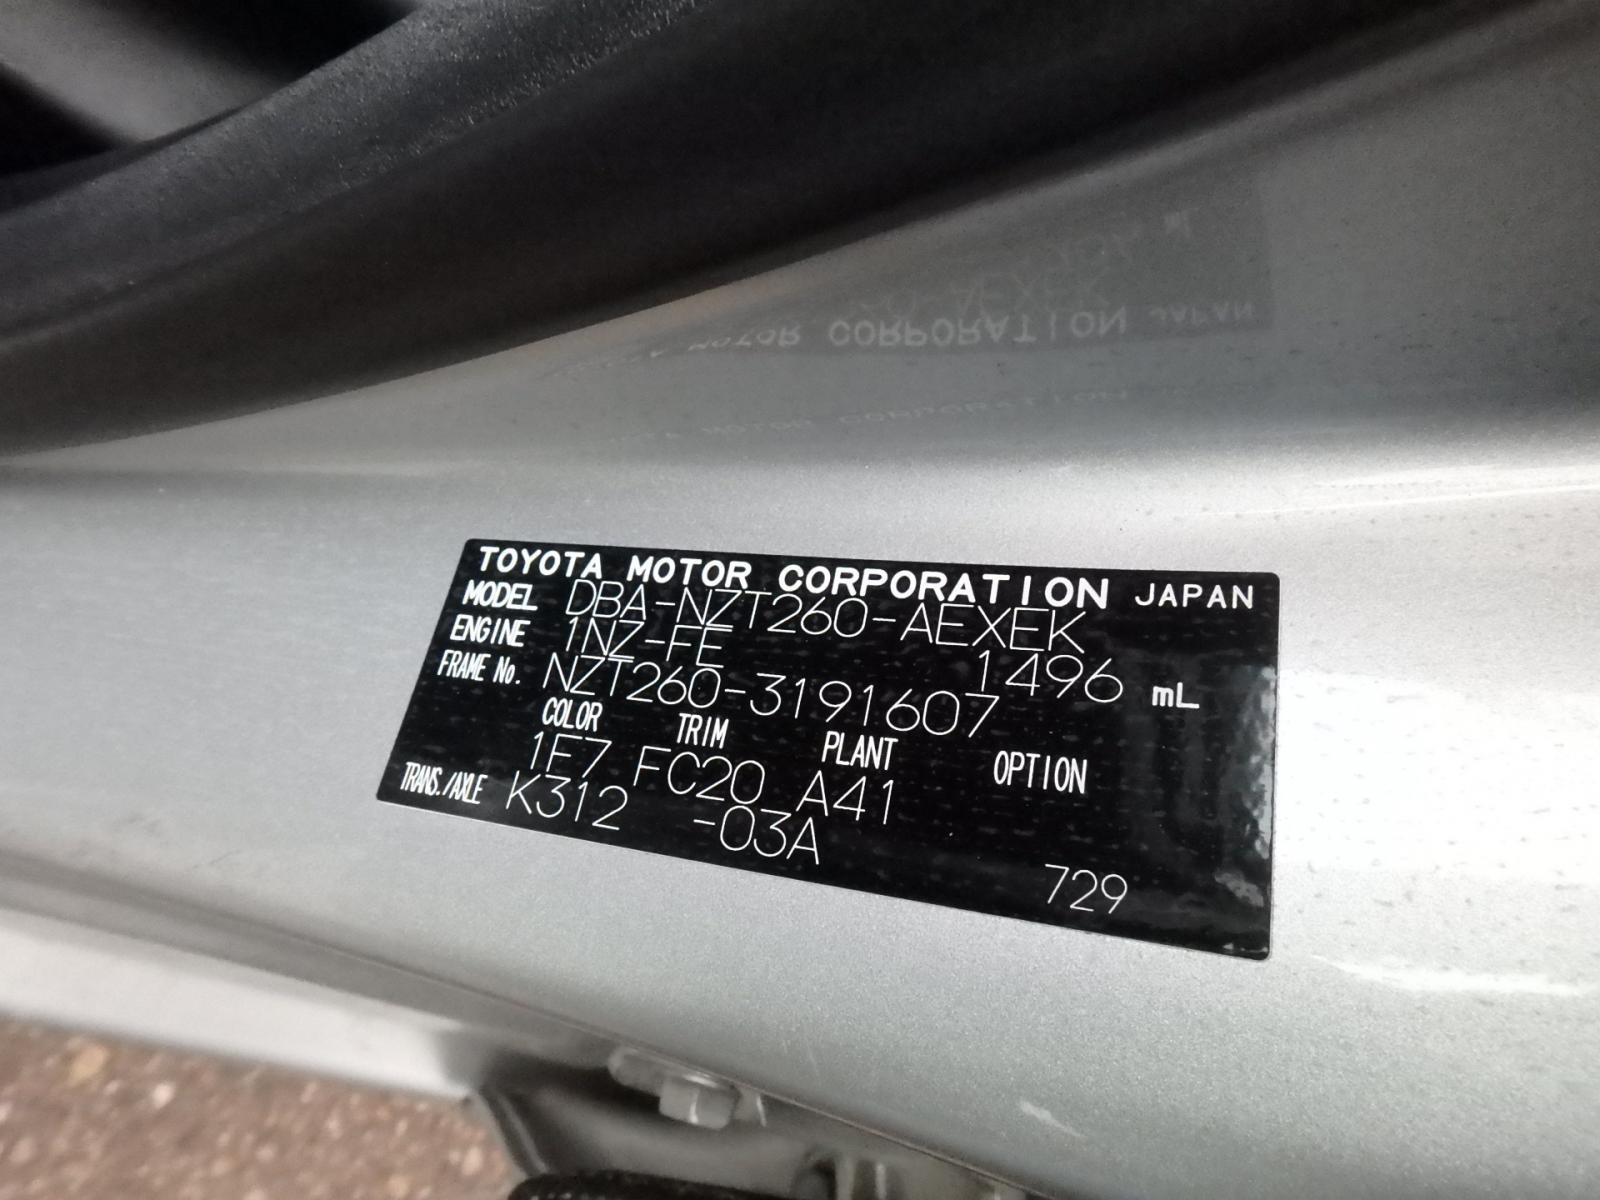 TOYOTA MOTOR CORPORATION JAPAN
MODEL DBA-NZT260-AEXEK
ENGINE 1NZ-FE 1496 mL
FRAME No. NZT260-3191607
COLOR TRIM PLANT OPTION
1F7 FC20 A41
TRANS./AXLE K312 -03A
729